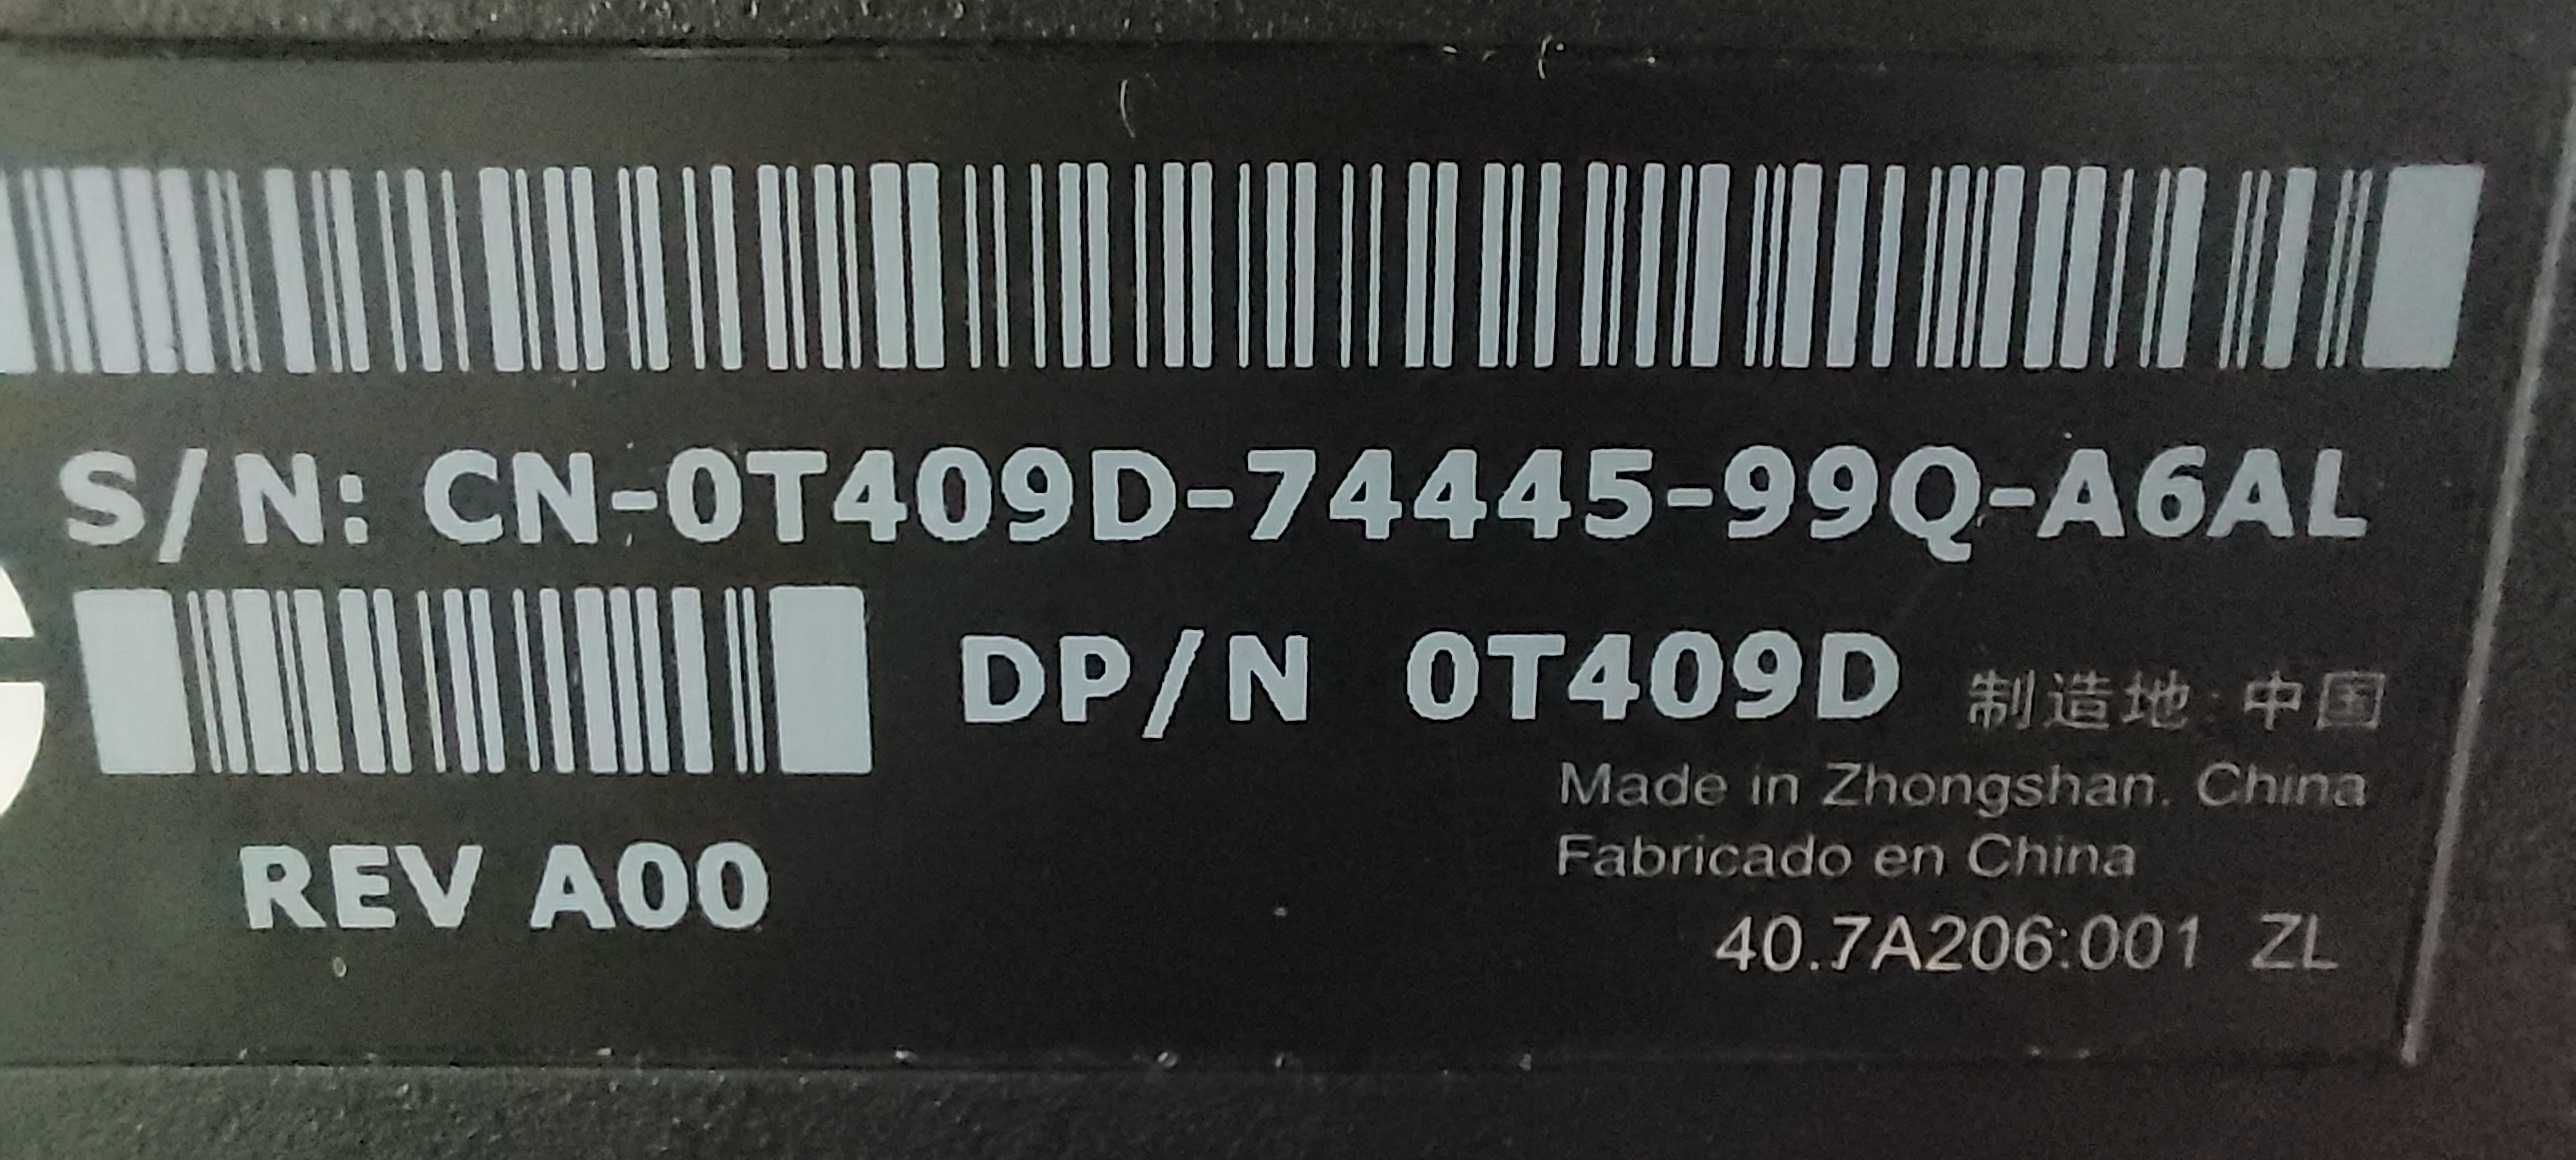 S/N: CN-0T409D-74445-99Q-A6AL
DP/N 0T409D
制造地: 中国
Made in Zhongshan. China
Fabricado en China
REV A00
40.7A206:001 ZL